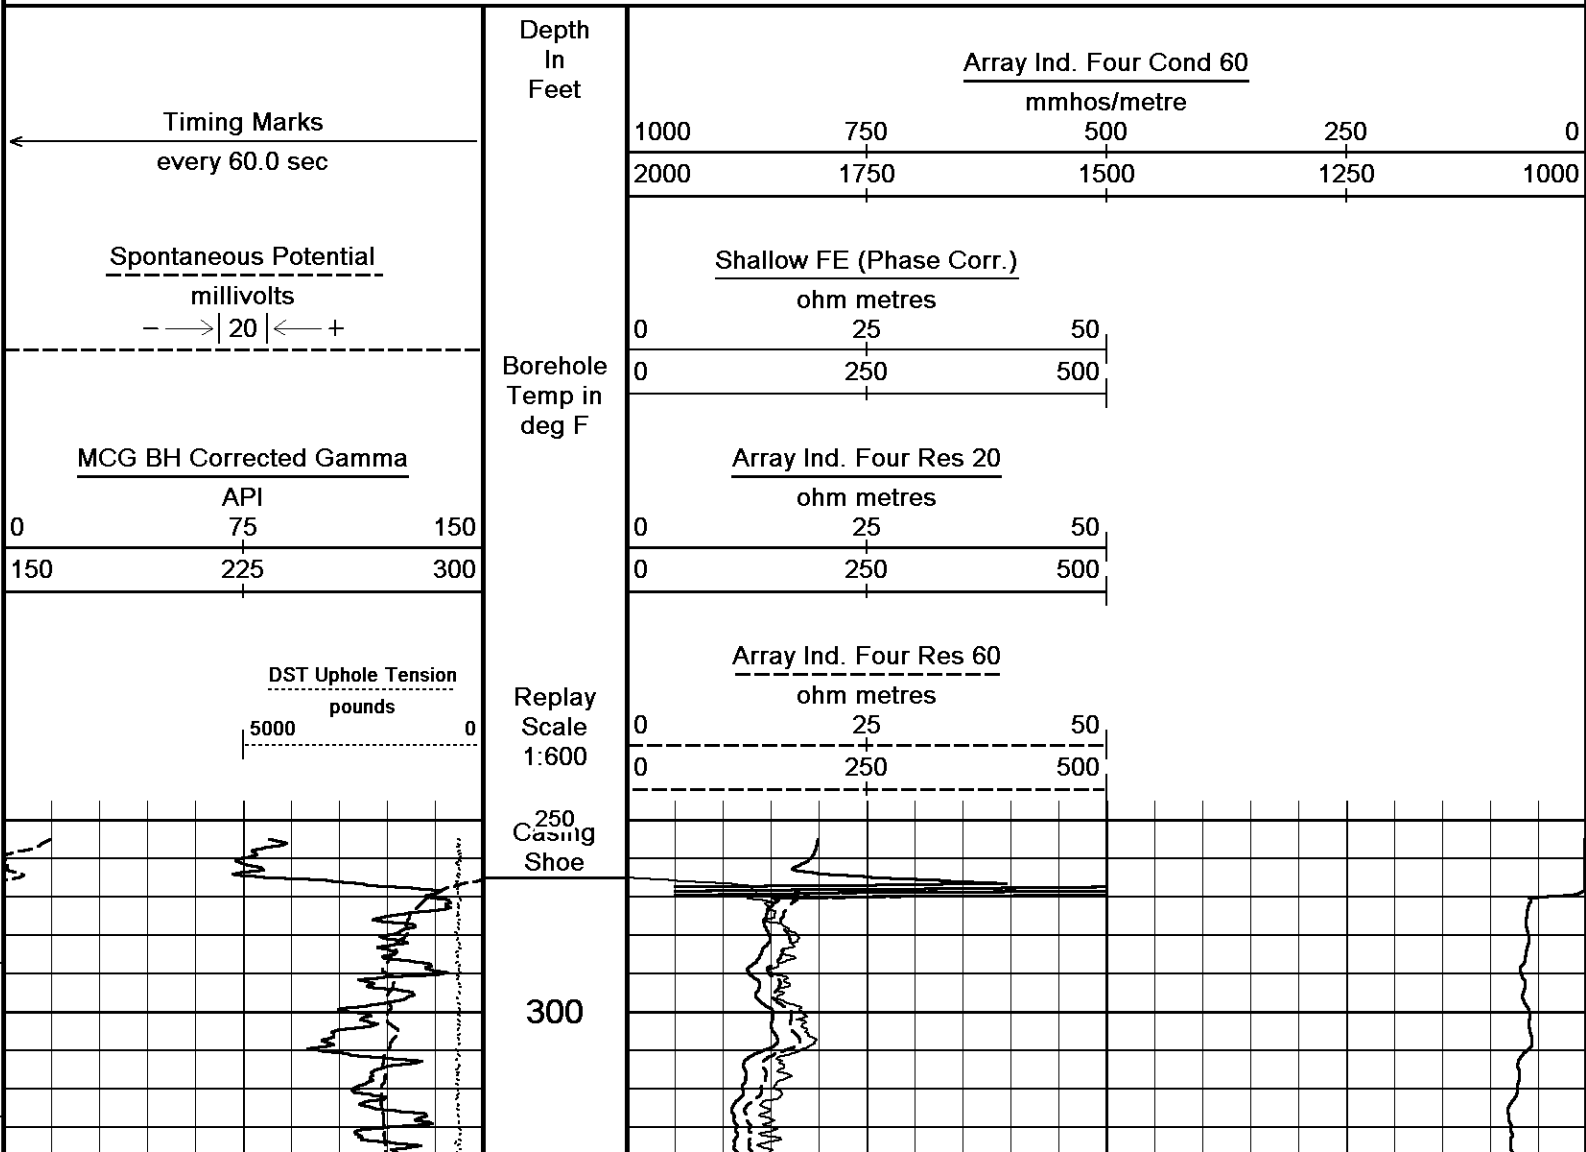 Timing Marks
every 60.0 sec
Spontaneous Potential
millivolts
− 20 +
MCG BH Corrected Gamma
API
0 75 150
150 225 300
DST Uphole Tension
pounds
5000 0
Depth
In
Feet
Borehole
Temp in
deg F
Replay
Scale
1:600
250
Casing
Shoe
300
Array Ind. Four Cond 60
mmhos/metre
1000 750 500 250 0
2000 1750 1500 1250 1000
Shallow FE (Phase Corr.)
ohm metres
0 25 50
0 250 500
Array Ind. Four Res 20
ohm metres
0 25 50
0 250 500
Array Ind. Four Res 60
ohm metres
0 25 50
0 250 500